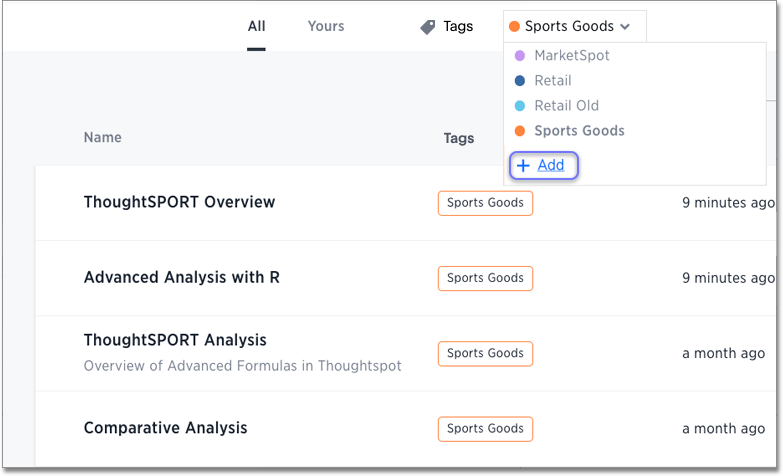 All Yours Tags Sports Goods
MarketSpot
Retail
Retail Old
Sports Goods
+ Add
Name Tags
ThoughtSPORT Overview Sports Goods 9 minutes ago
Advanced Analysis with R Sports Goods 9 minutes ago
ThoughtSPORT Analysis
Overview of Advanced Formulas in Thoughtspot Sports Goods a month ago
Comparative Analysis Sports Goods a month ago